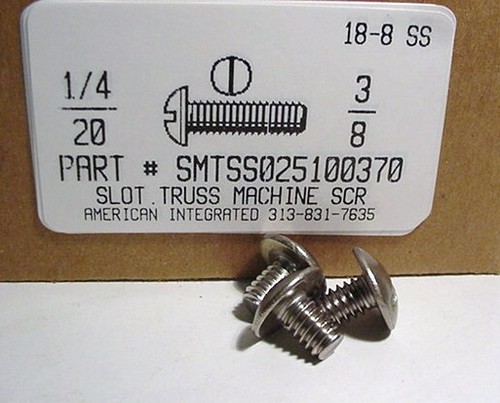 18-8 SS
1/4 3
20 8
PART # SMTSS025100370
SLOT.TRUSS MACHINE SCR
AMERICAN INTEGRATED 313-831-7635